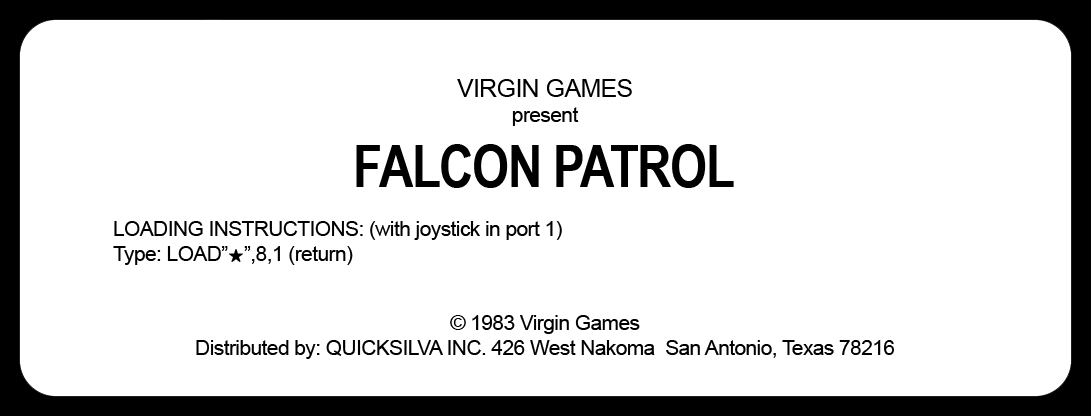 VIRGIN GAMES
present
FALCON PATROL
LOADING INSTRUCTIONS: (with joystick in port 1)
Type: LOAD”★”,8,1 (return)
© 1983 Virgin Games
Distributed by: QUICKSILVA INC. 426 West Nakoma  San Antonio, Texas 78216